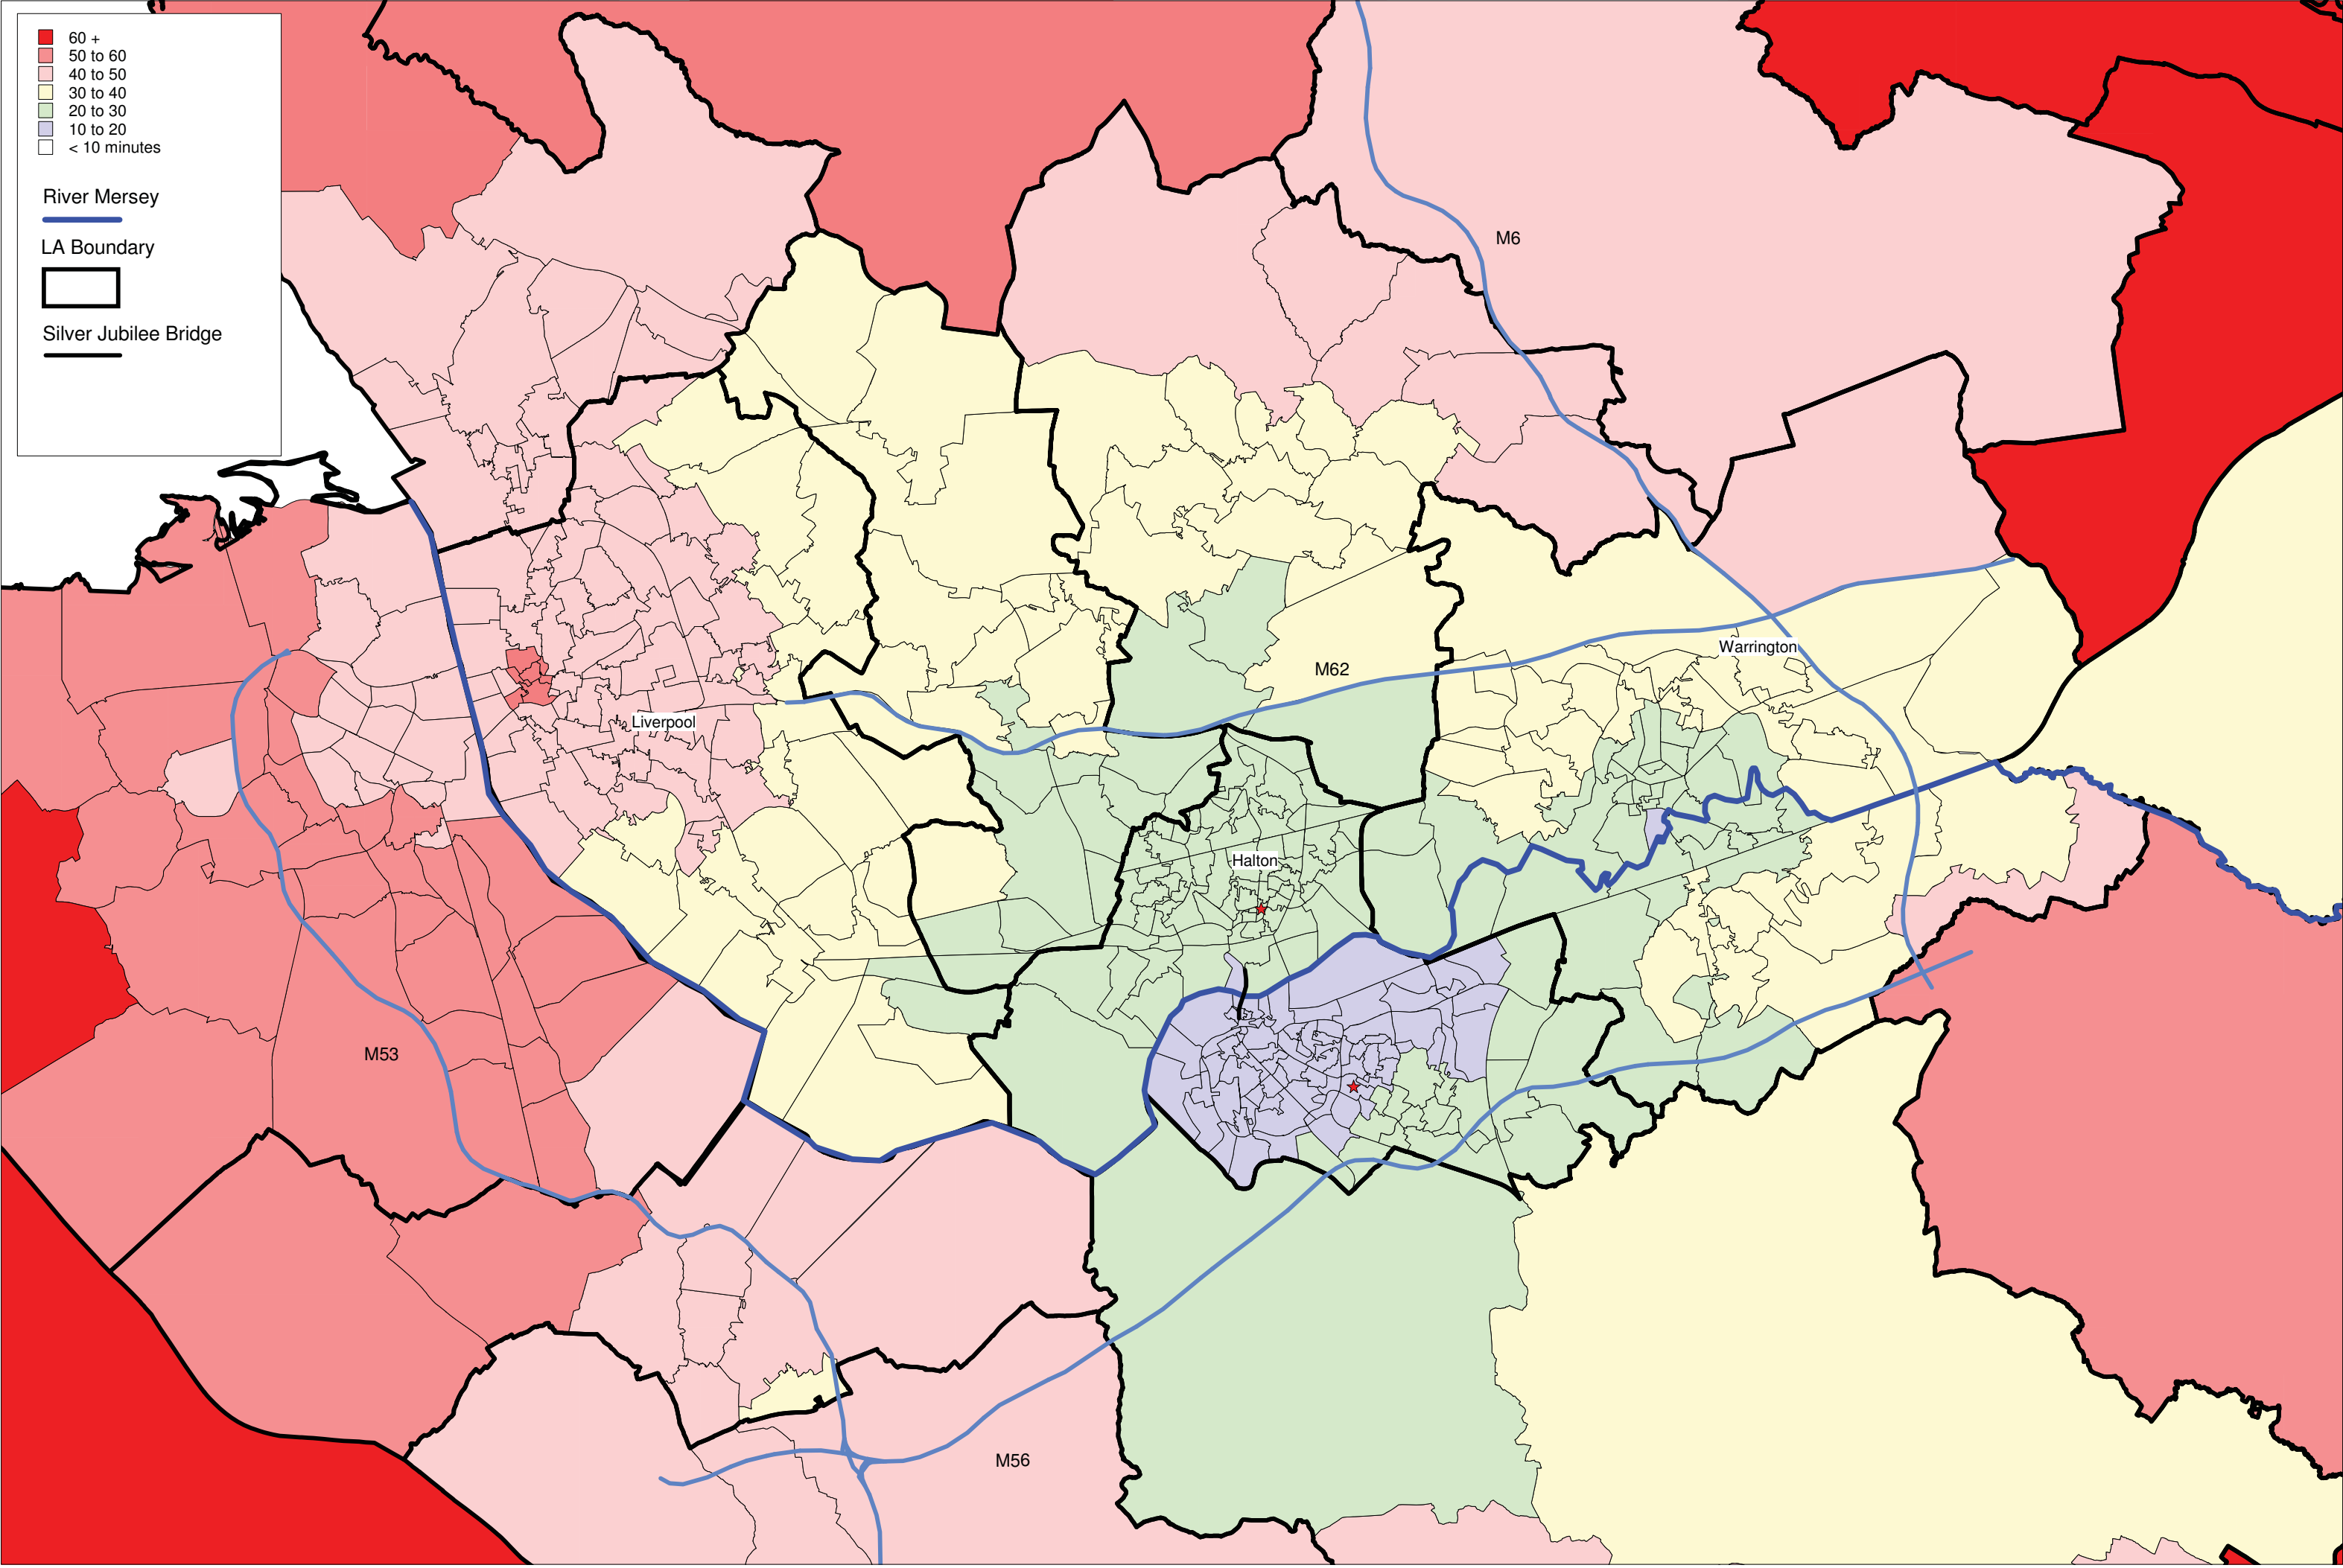 60 +
50 to 60
40 to 50
30 to 40
20 to 30
10 to 20
< 10 minutes
River Mersey
LA Boundary
Silver Jubilee Bridge
M6
Warrington
M62
Liverpool
Halton
M53
M56